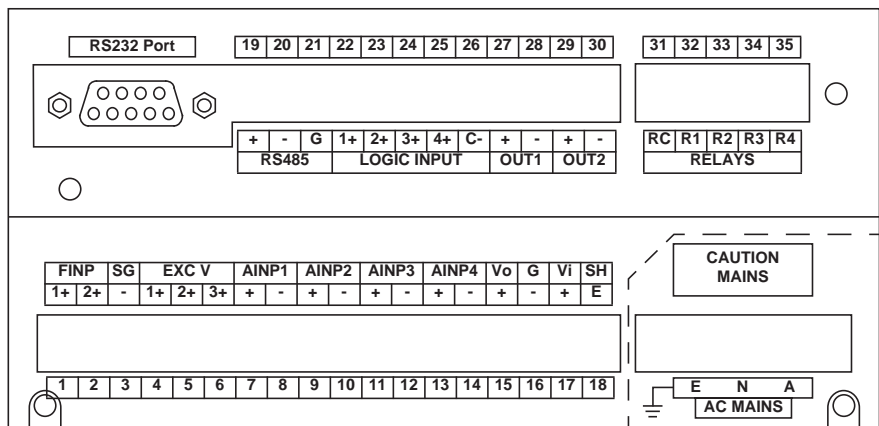 RS232 Port 19 20 21 22 23 24 25 26 27 28 29 30 31 32 33 34 35
+ - G 1+ 2+ 3+ 4+ C- + - + - RC R1 R2 R3 R4
RS485 LOGIC INPUT OUT1 OUT2 RELAYS
CAUTION
MAINS
FINP SG EXC V AINP1 AINP2 AINP3 AINP4 Vo G Vi SH
1+ 2+ - 1+ 2+ 3+ + - + - + - + - + - + E
1 2 3 4 5 6 7 8 9 10 11 12 13 14 15 16 17 18 E N A
AC MAINS